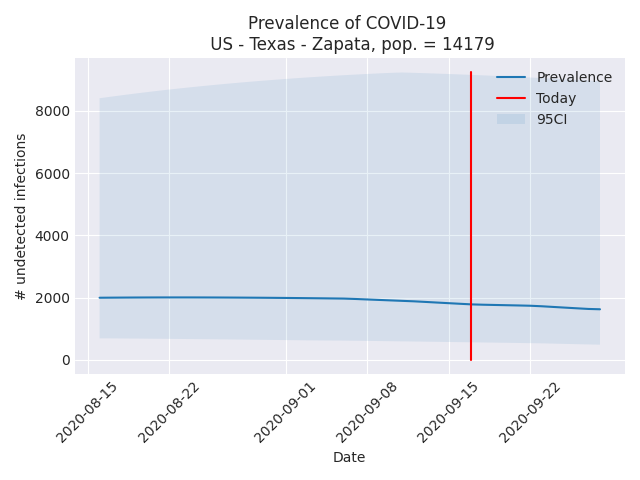 Prevalence of COVID-19
US - Texas - Zapata, pop. = 14179
Prevalence
Today
95CI
# undetected infections
8000
6000
4000
2000
0
2020-08-15
2020-08-22
2020-09-01
2020-09-08
2020-09-15
2020-09-22
Date